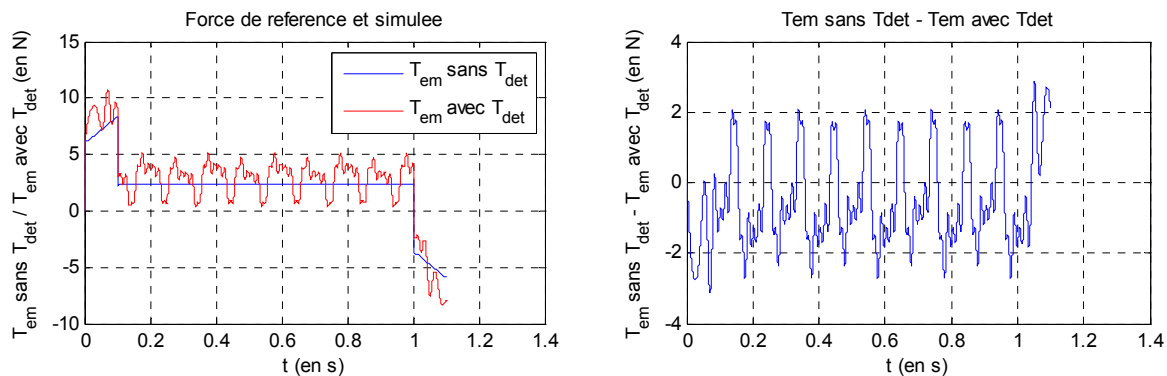 Force de reference et simulee
T_em sans T_det / T_em avec T_det (en N)
15
10
5
0
-5
-10
T_em sans T_det
T_em avec T_det
0 0.2 0.4 0.6 0.8 1 1.2 1.4
t (en s)
Tem sans Tdet - Tem avec Tdet
T_em sans T_det - T_em avec T_det (en N)
4
2
0
-2
-4
0 0.2 0.4 0.6 0.8 1 1.2 1.4
t (en s)